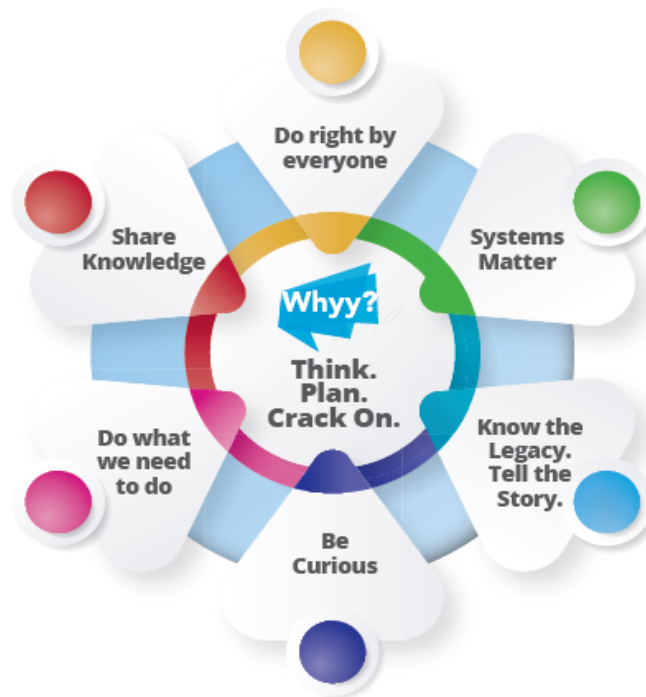 Do right by
everyone
Systems
Matter
Know the
Legacy.
Tell the
Story.
Be
Curious
Do what
we need
to do
Share
Knowledge
Whyy?
Think.
Plan.
Crack On.